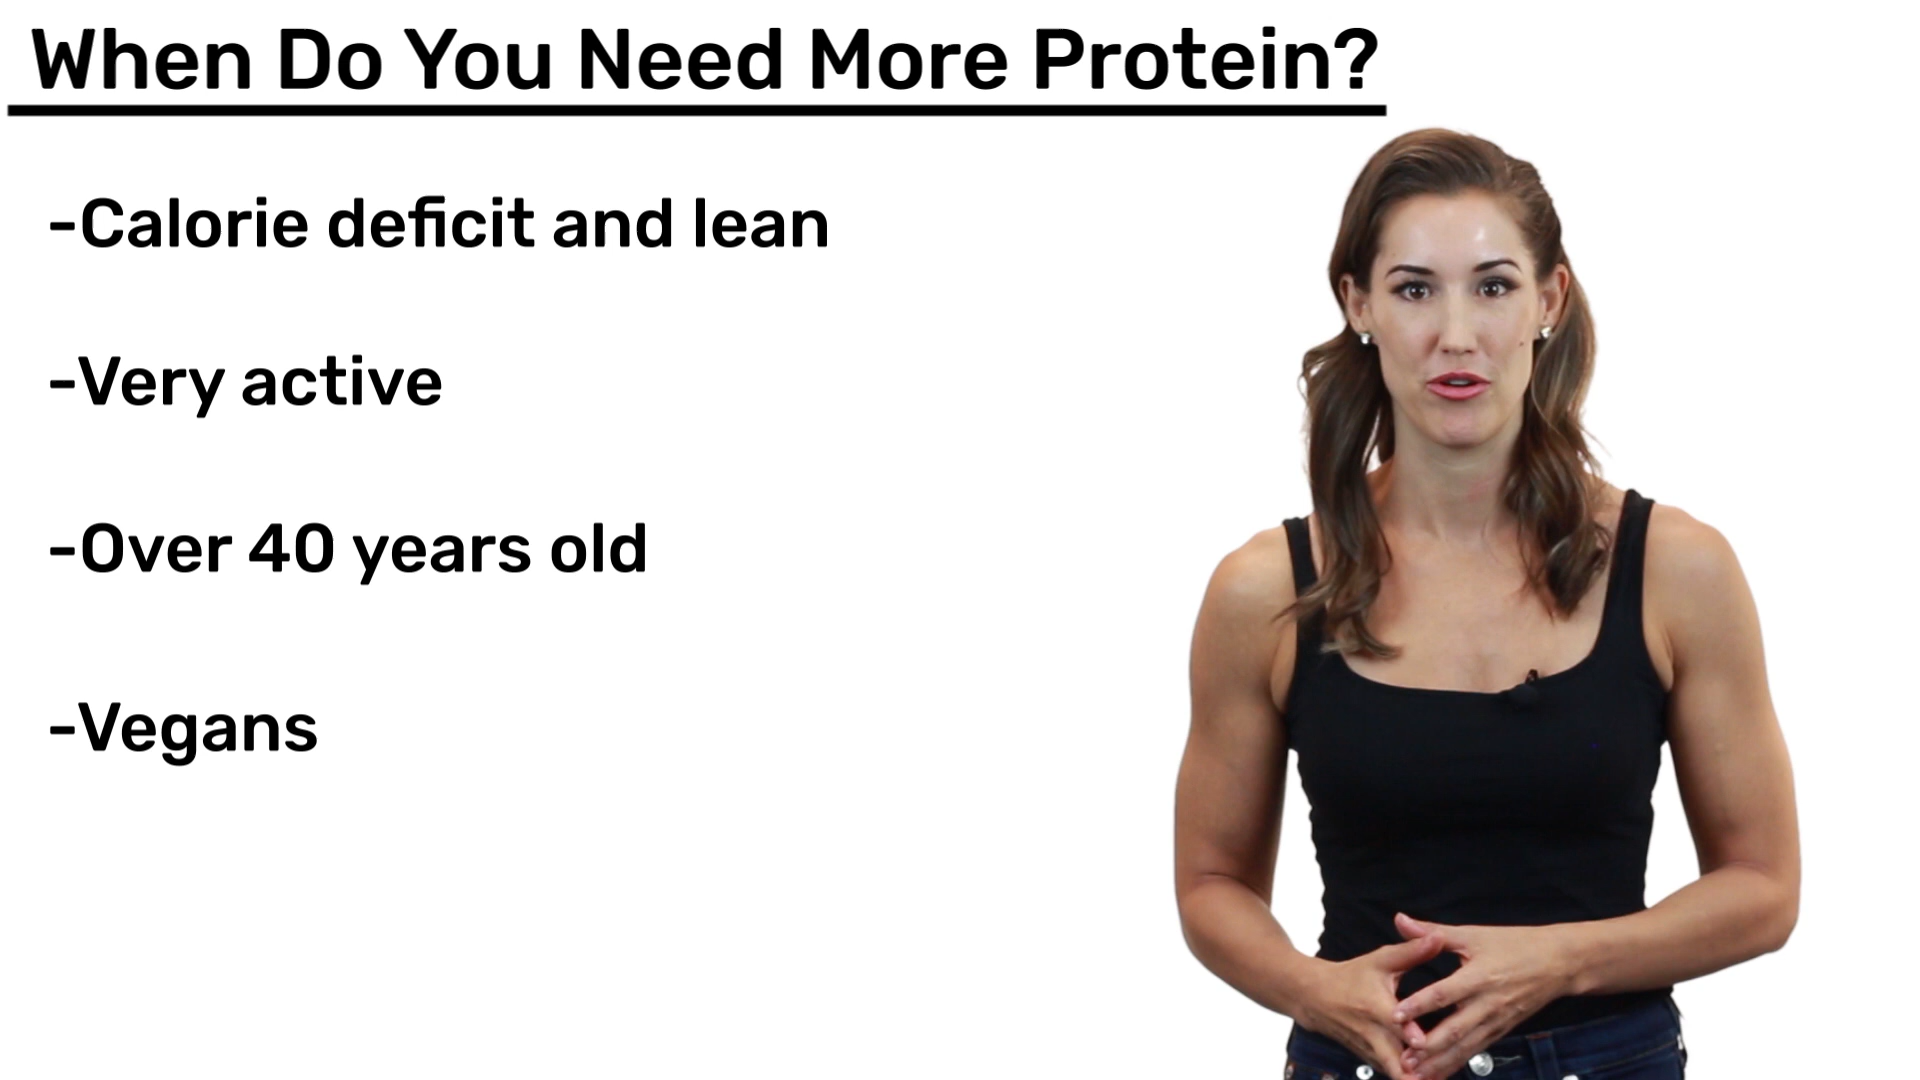 When Do You Need More Protein?
-Calorie deficit and lean
-Very active
-Over 40 years old
-Vegans